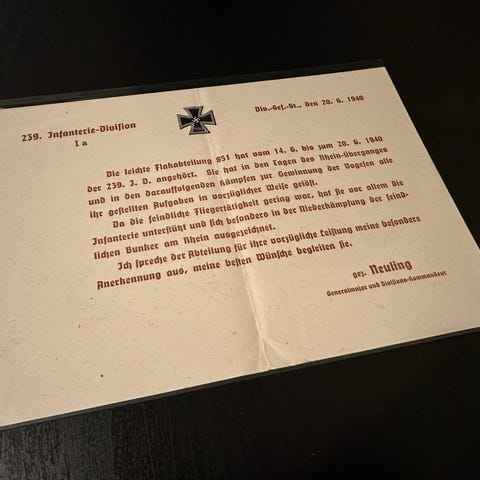 239. Infanterie-Division
I a
Div.-Gef.-St., den 20. 6. 1940
Die leichte Flakabteilung 851 hat vom 14. 6. bis zum 20. 6. 1940
der 239. J. D. angehört. Sie hat in den Tagen des Rhein-Überganges
und in den darauffolgenden Kämpfen zur Gewinnung der Vogesen alle
ihr gestellten Aufgaben in vorzüglicher Weise gelöst.
Da die feindliche Fliegertätigkeit gering war, hat sie vor allem die
Infanterie unterstützt und sich besonders in der Niederkämpfung der feind-
lichen Bunker am Rhein ausgezeichnet.
Ich spreche der Abteilung für ihre vorzügliche Leistung meine besondere
Anerkennung aus, meine besten Wünsche begleiten sie.
gez. Neuling
Generalmajor und Divisions-Kommandeur